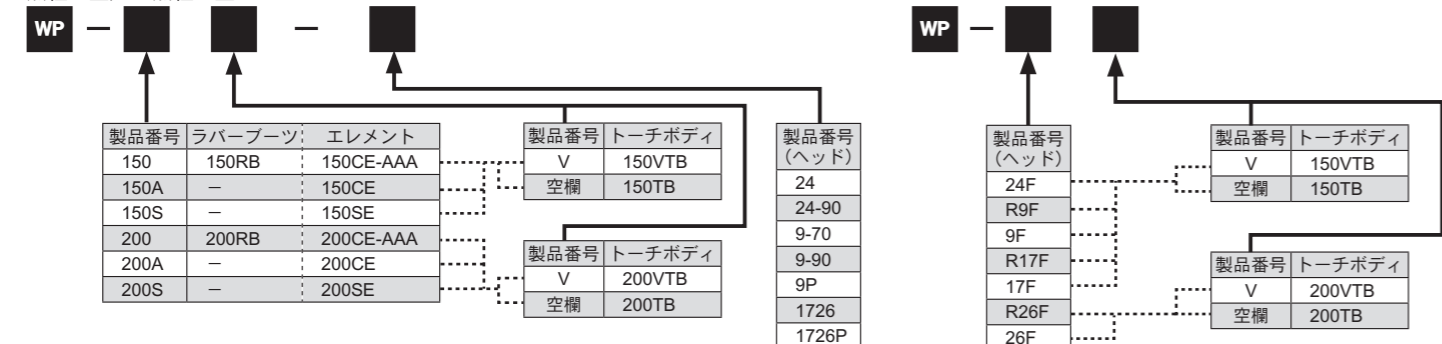 WP － －
製品番号 ラバーブーツ エレメント
150 150RB 150CE-AAA
150A － 150CE
150S － 150SE
200 200RB 200CE-AAA
200A － 200CE
200S － 200SE
製品番号 トーチボディ
V 150VTB
空欄 150TB
製品番号 トーチボディ
V 200VTB
空欄 200TB
製品番号
（ヘッド）
24
24-90
9-70
9-90
9P
1726
1726P
WP －
製品番号
（ヘッド）
24F
R9F
9F
R17F
17F
R26F
26F
製品番号 トーチボディ
V 150VTB
空欄 150TB
製品番号 トーチボディ
V 200VTB
空欄 200TB